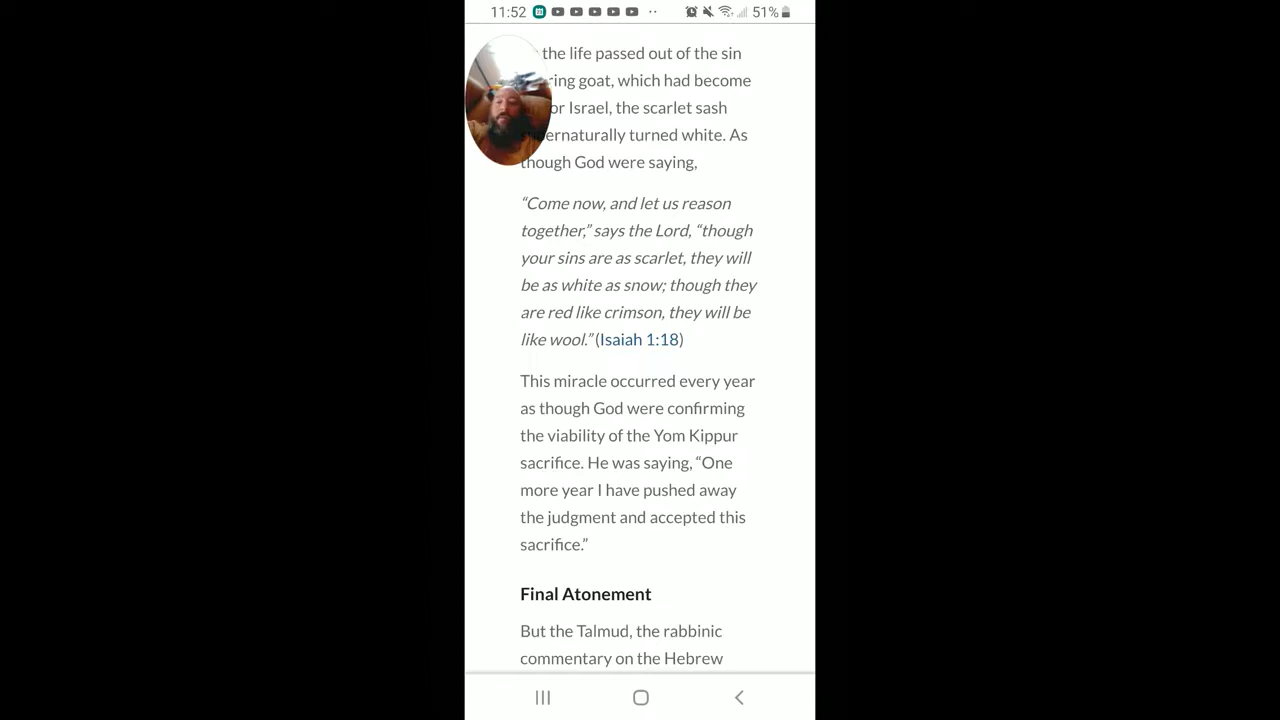 11:52
51%
the life passed out of the sin
ring goat, which had become
or Israel, the scarlet sash
ernaturally turned white. As
though God were saying,
“Come now, and let us reason
together,” says the Lord, “though
your sins are as scarlet, they will
be as white as snow; though they
are red like crimson, they will be
like wool.” (Isaiah 1:18)
This miracle occurred every year
as though God were confirming
the viability of the Yom Kippur
sacrifice. He was saying, “One
more year I have pushed away
the judgment and accepted this
sacrifice.”
Final Atonement
But the Talmud, the rabbinic
commentary on the Hebrew